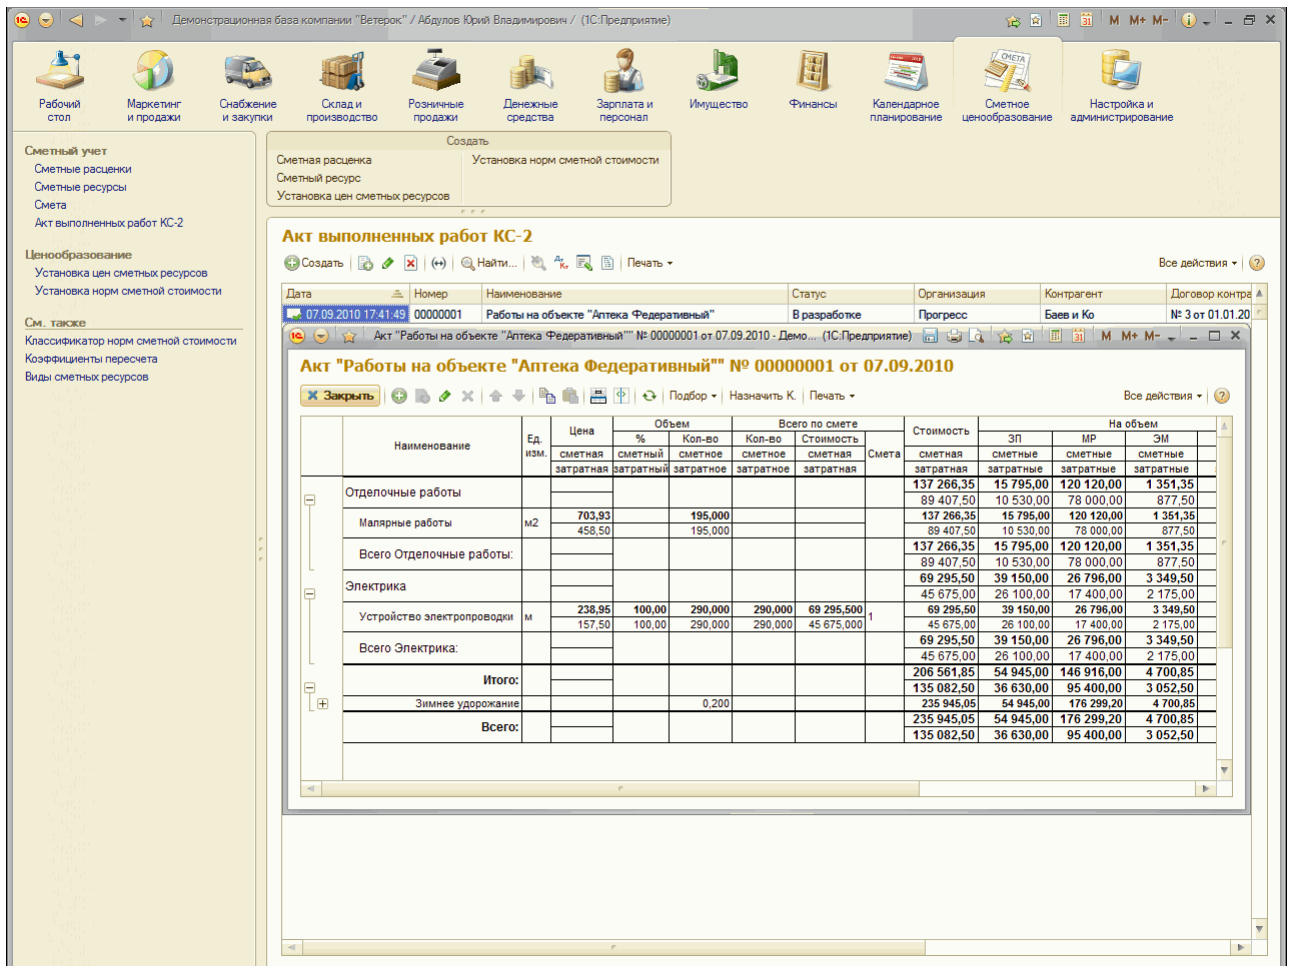 Демонстрационная база компании "Ветерок" / Абдулов Юрий Владимирович / (1С:Предприятие)
M M+ M-
Рабочий стол
Маркетинг и продажи
Снабжение и закупки
Склад и производство
Розничные продажи
Денежные средства
Зарплата и персонал
Имущество
Финансы
Календарное планирование
Сметное ценообразование
Настройка и администрирование
Сметный учет
Сметные расценки
Сметные ресурсы
Смета
Акт выполненных работ КС-2
Ценообразование
Установка цен сметных ресурсов
Установка норм сметной стоимости
См. также
Классификатор норм сметной стоимости
Коэффициенты пересчета
Виды сметных ресурсов
Создать
Сметная расценка Установка норм сметной стоимости
Сметный ресурс
Установка цен сметных ресурсов
Акт выполненных работ КС-2
Создать Найти... Печать Все действия
Дата Номер Наименование Статус Организация Контрагент Договор контра
07.09.2010 17:41:49 00000001 Работы на объекте "Аптека Федеративный" В разработке Прогресс Баев и Ко № 3 от 01.01.20
Акт "Работы на объекте "Аптека Федеративный"" № 00000001 от 07.09.2010 - Демо... (1С:Предприятие) M M+ M-
Акт "Работы на объекте "Аптека Федеративный"" № 00000001 от 07.09.2010
Закрыть Подбор Назначить К. Печать Все действия
Наименование Ед. изм. Цена Объем Всего по смете Стоимость На объем
% Кол-во Кол-во Стоимость Смета ЗП МР ЭМ
сметная сметный сметное сметное сметная сметная сметные сметные сметные
затратная затратный затратное затратное затратная затратная затратные затратные затратные
Отделочные работы 137 266,35 15 795,00 120 120,00 1 351,35
89 407,50 10 530,00 78 000,00 877,50
Малярные работы м2 703,93 195,000 137 266,35 15 795,00 120 120,00 1 351,35
458,50 195,000 89 407,50 10 530,00 78 000,00 877,50
Всего Отделочные работы: 137 266,35 15 795,00 120 120,00 1 351,35
89 407,50 10 530,00 78 000,00 877,50
Электрика 69 295,50 39 150,00 26 796,00 3 349,50
45 675,00 26 100,00 17 400,00 2 175,00
Устройство электропроводки м 238,95 100,00 290,000 290,000 69 295,500 1 69 295,50 39 150,00 26 796,00 3 349,50
157,50 100,00 290,000 290,000 45 675,000 45 675,00 26 100,00 17 400,00 2 175,00
Всего Электрика: 69 295,50 39 150,00 26 796,00 3 349,50
45 675,00 26 100,00 17 400,00 2 175,00
Итого: 206 561,85 54 945,00 146 916,00 4 700,85
135 082,50 36 630,00 95 400,00 3 052,50
Зимнее удорожание 0,200 235 945,05 54 945,00 176 299,20 4 700,85
Всего: 235 945,05 54 945,00 176 299,20 4 700,85
135 082,50 36 630,00 95 400,00 3 052,50